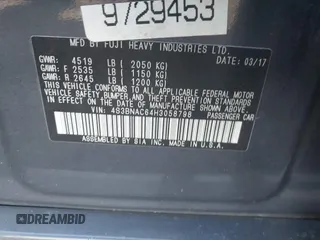 9729453
MFD BY FUJI HEAVY INDUSTRIES LTD.
GVWR: 4519 LB ( 2050 KG) DATE: 03/17
GAWR: F 2535 LB ( 1150 KG)
GAWR: R 2645 LB ( 1200 KG)
THIS VEHICLE CONFORMS TO ALL APPLICABLE FEDERAL MOTOR
VEHICLE SAFETY, BUMPER, AND THEFT PREVENTION STANDARDS
IN EFFECT ON THE DATE OF MANUFACTURE SHOWN ABOVE.
VIN: 4S3BNAC64H3056798 PASSENGER CAR
ASSEMBLED BY SIA INC. MADE IN U.S.A.
DREAMBID